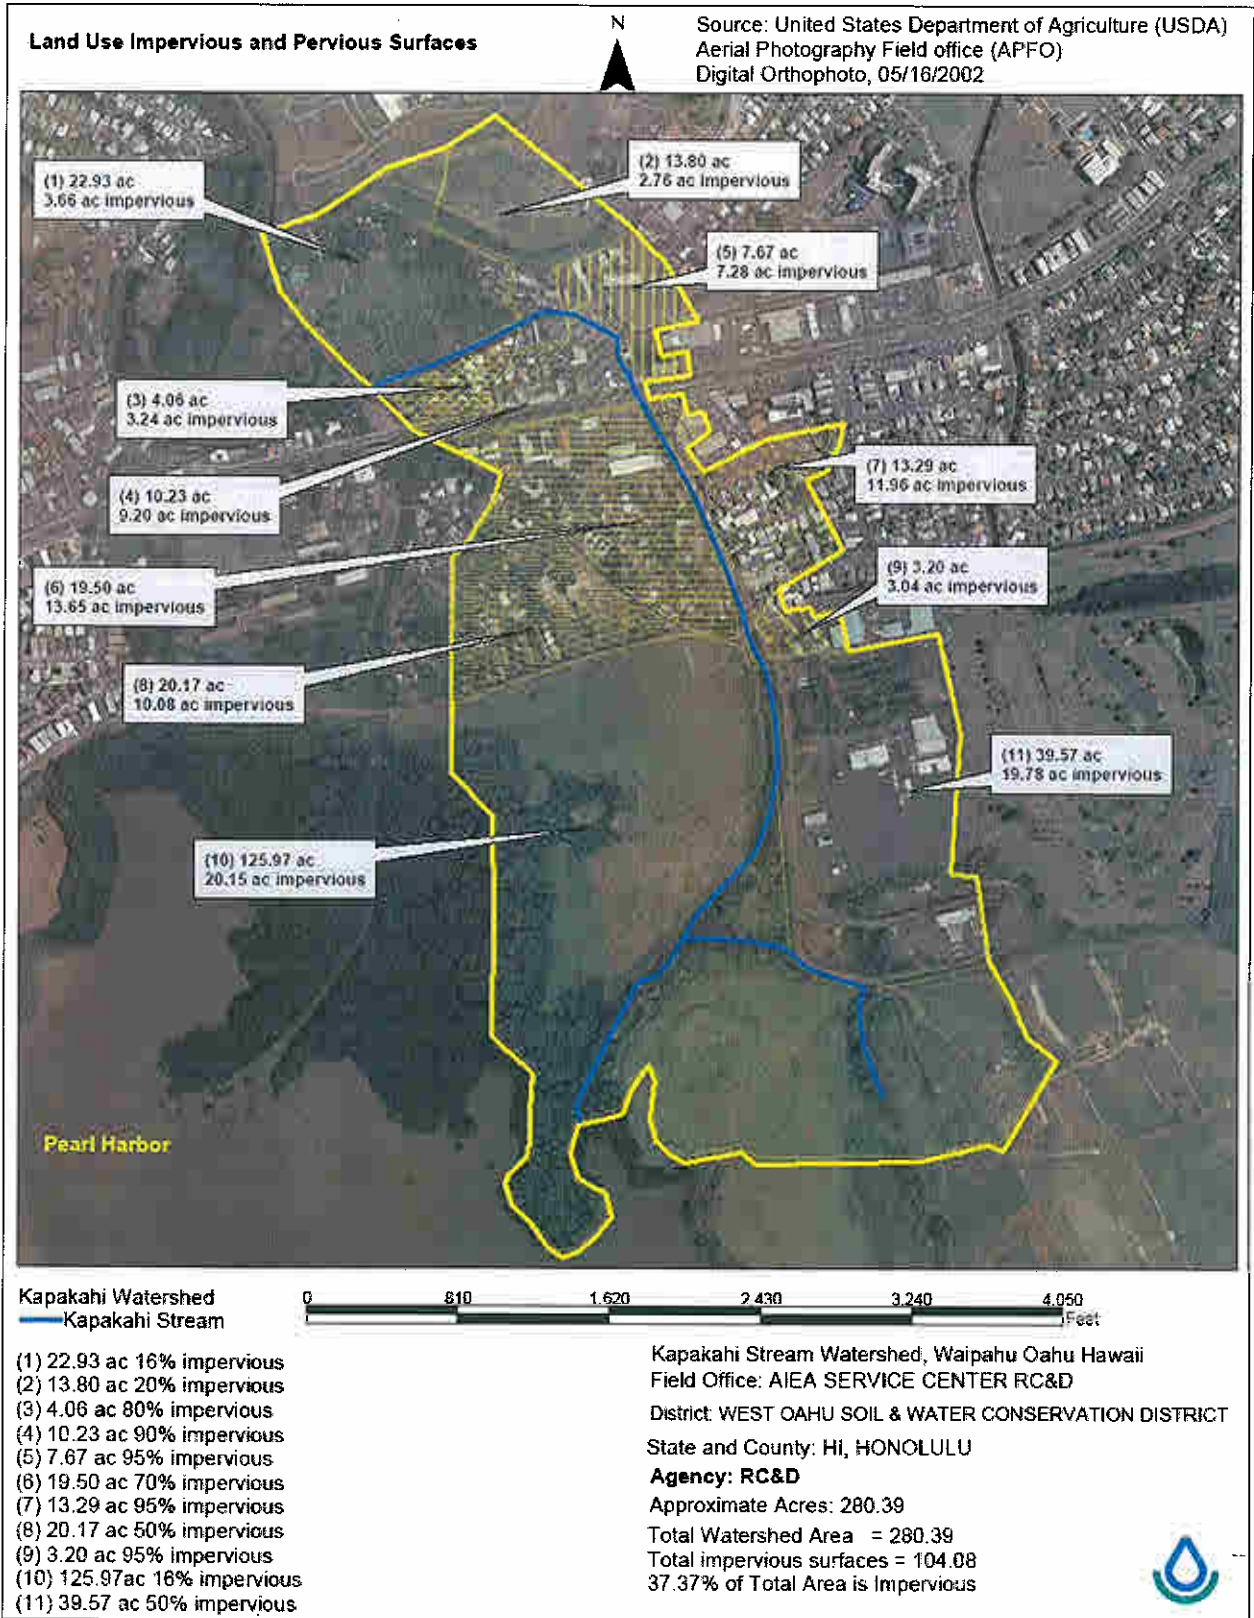 Land Use Impervious and Pervious Surfaces
N
Source: United States Department of Agriculture (USDA)
Aerial Photography Field office (APFO)
Digital Orthophoto, 05/16/2002
(1) 22.93 ac
3.66 ac impervious
(2) 13.80 ac
2.76 ac impervious
(5) 7.67 ac
7.28 ac impervious
(3) 4.06 ac
3.24 ac impervious
(4) 10.23 ac
9.20 ac impervious
(7) 13.29 ac
11.96 ac impervious
(9) 3.20 ac
3.04 ac impervious
(6) 19.50 ac
13.65 ac impervious
(8) 20.17 ac
10.08 ac impervious
(11) 39.57 ac
19.78 ac impervious
(10) 125.97 ac
20.15 ac impervious
Pearl Harbor
Kapakahi Watershed
Kapakahi Stream
0 810 1,620 2,430 3,240 4,050
Feet
(1) 22.93 ac 16% impervious
(2) 13.80 ac 20% impervious
(3) 4.06 ac 80% impervious
(4) 10.23 ac 90% impervious
(5) 7.67 ac 95% impervious
(6) 19.50 ac 70% impervious
(7) 13.29 ac 95% impervious
(8) 20.17 ac 50% impervious
(9) 3.20 ac 95% impervious
(10) 125.97ac 16% impervious
(11) 39.57 ac 50% impervious
Kapakahi Stream Watershed, Waipahu Oahu Hawaii
Field Office: AIEA SERVICE CENTER RC&D
District: WEST OAHU SOIL & WATER CONSERVATION DISTRICT
State and County: HI, HONOLULU
Agency: RC&D
Approximate Acres: 280.39
Total Watershed Area = 280.39
Total impervious surfaces = 104.08
37.37% of Total Area is Impervious